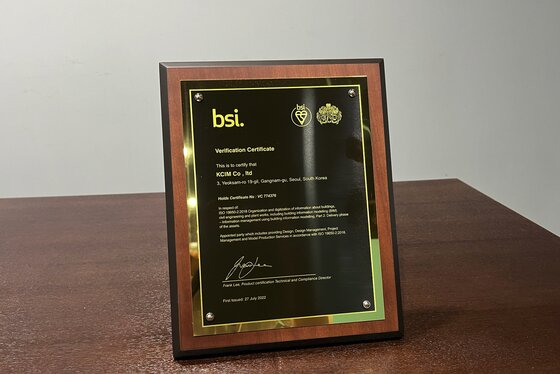 bsi.
bsi
Verification Certificate
This is to certify that
KCIM Co , ltd
3, Yeoksam-ro 19-gil, Gangnam-gu, Seoul, South Korea
Holds Certificate No : VC 774376
In respect of:
ISO 19650-2:2018 Organization and digitization of information about buildings,
civil engineering and plant works, including building information modelling (BIM)
– Information management using building information modelling, Part 2: Delivery phase
of the assets.
Appointed party which includes providing Design, Design Management, Project
Management and Model Production Services in accordance with ISO 19650-2:2018.
Frank Lee, Product certification Technical and Compliance Director
First Issued: 27 July 2022